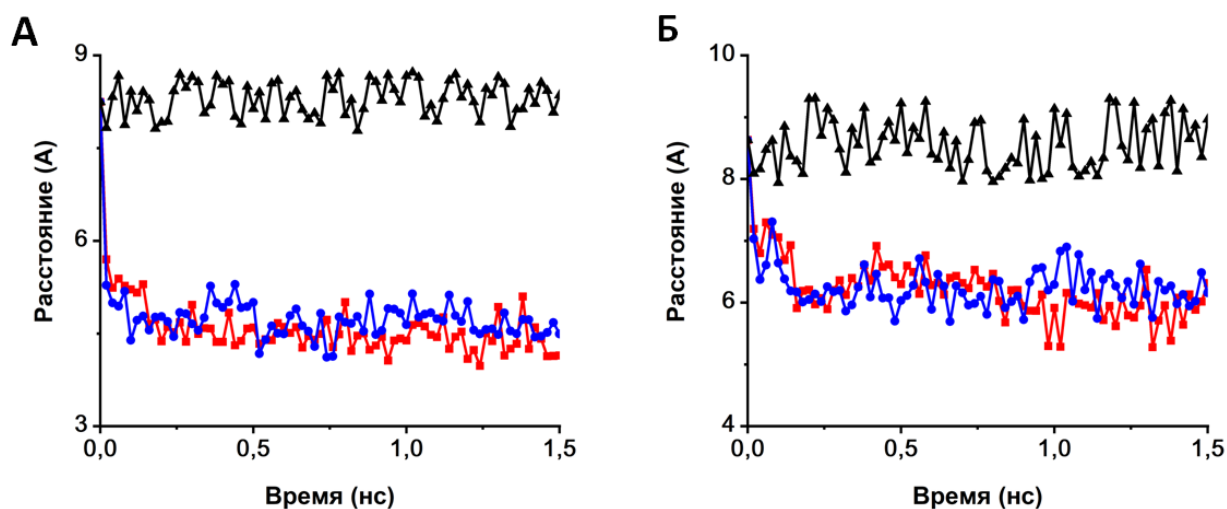 А
Расстояние (А)
9
6
3
0,0 0,5 1,0 1,5
Время (нс)
Б
Расстояние (А)
10
8
6
4
0,0 0,5 1,0 1,5
Время (нс)